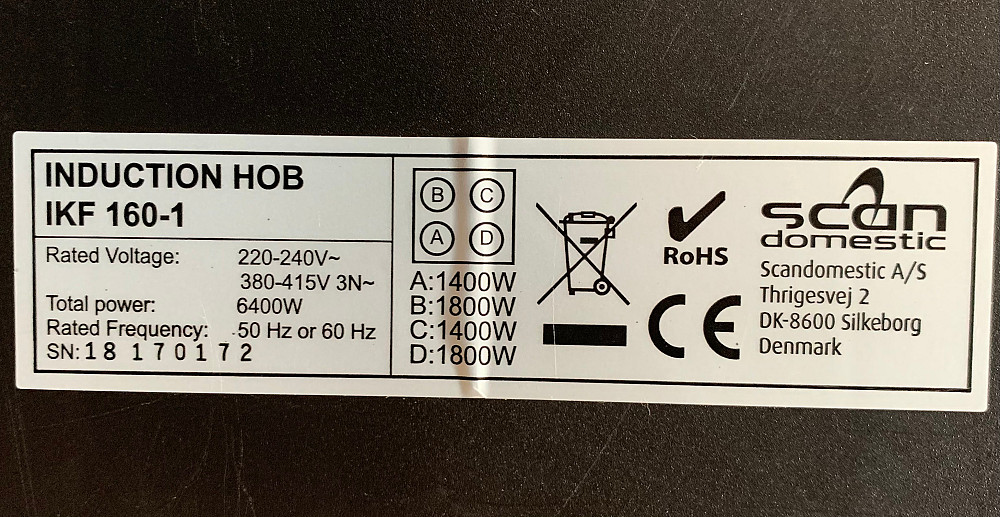 INDUCTION HOB
IKF 160-1
Rated Voltage: 220-240V~
380-415V 3N~
Total power: 6400W
Rated Frequency: 50 Hz or 60 Hz
SN: 18 170172
B C
A D
A:1400W
B:1800W
C:1400W
D:1800W
RoHS
CE
scan
domestic
Scandomestic A/S
Thrigesvej 2
DK-8600 Silkeborg
Denmark